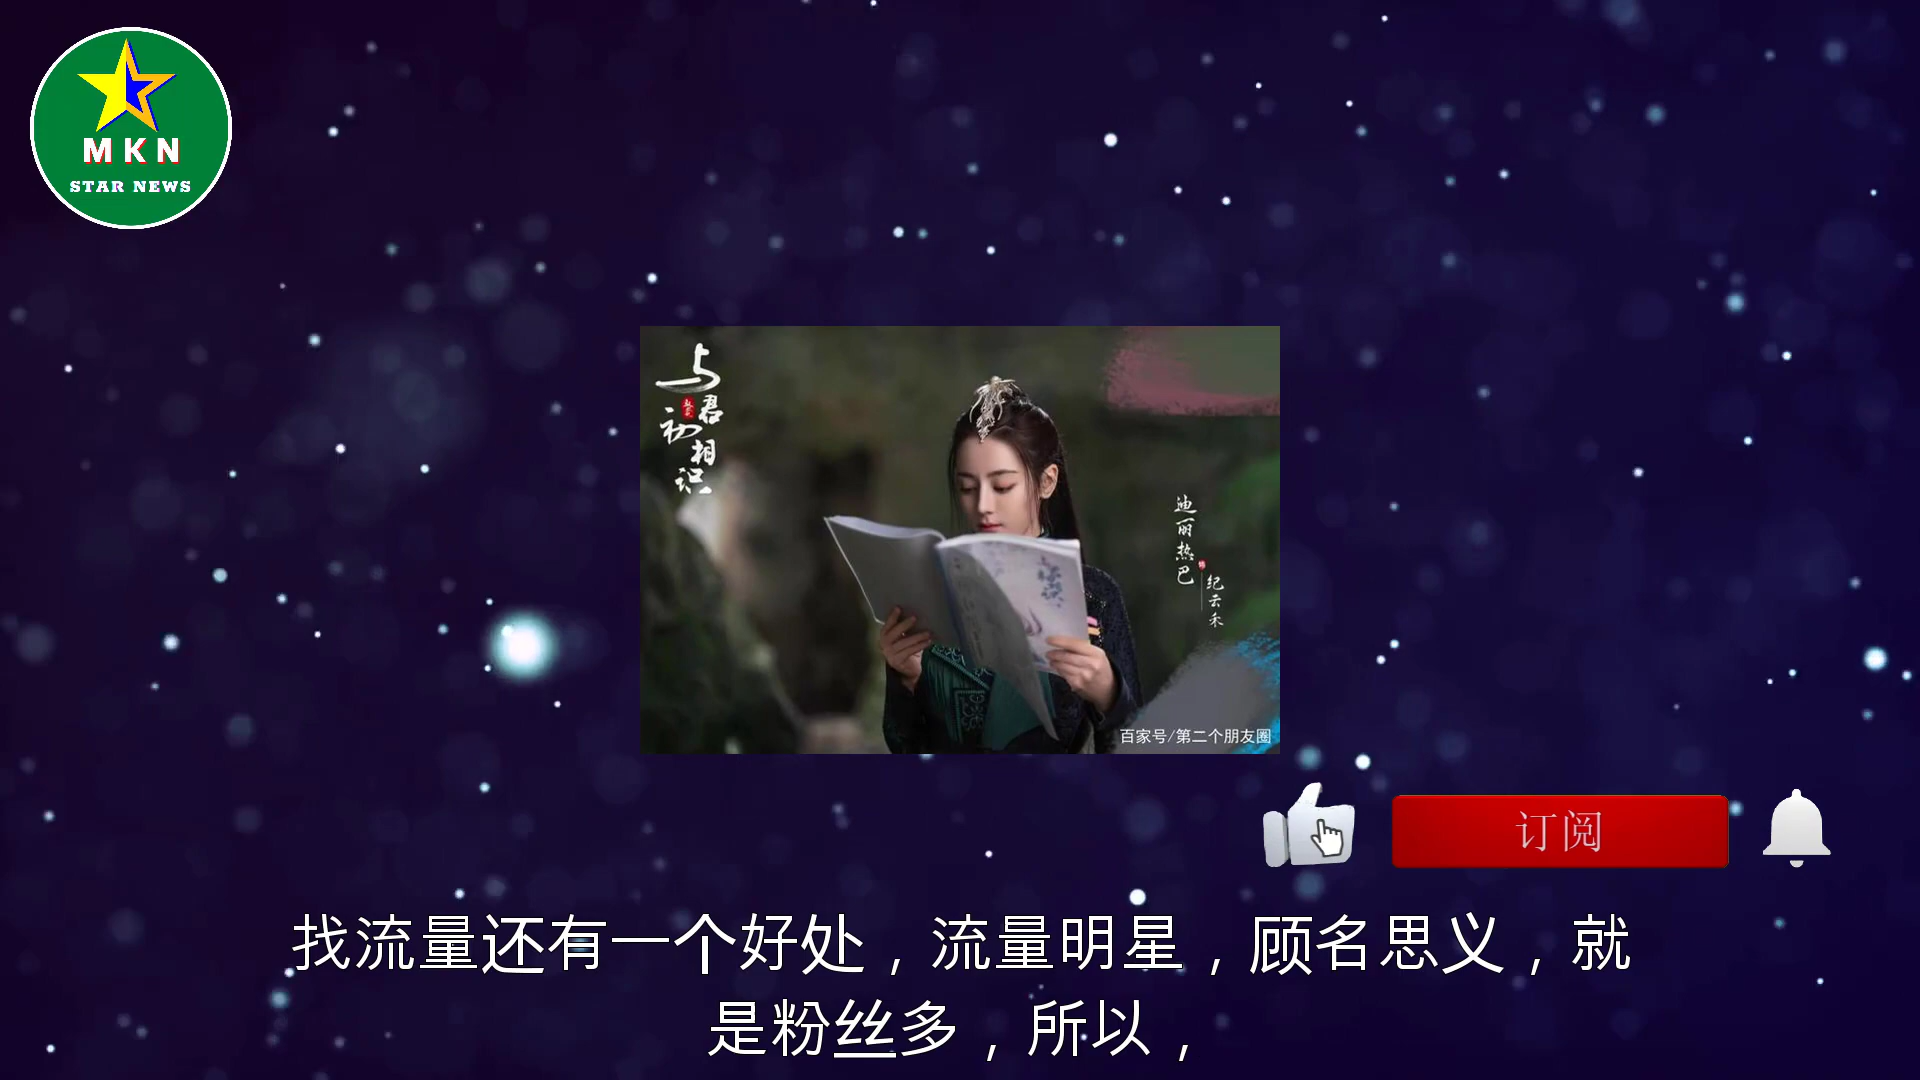 MKN
STAR NEWS
与君初相识
迪丽热巴
饰
纪云禾
百家号/第二个朋友圈
订阅
找流量还有一个好处，流量明星，顾名思义，就
是粉丝多，所以，